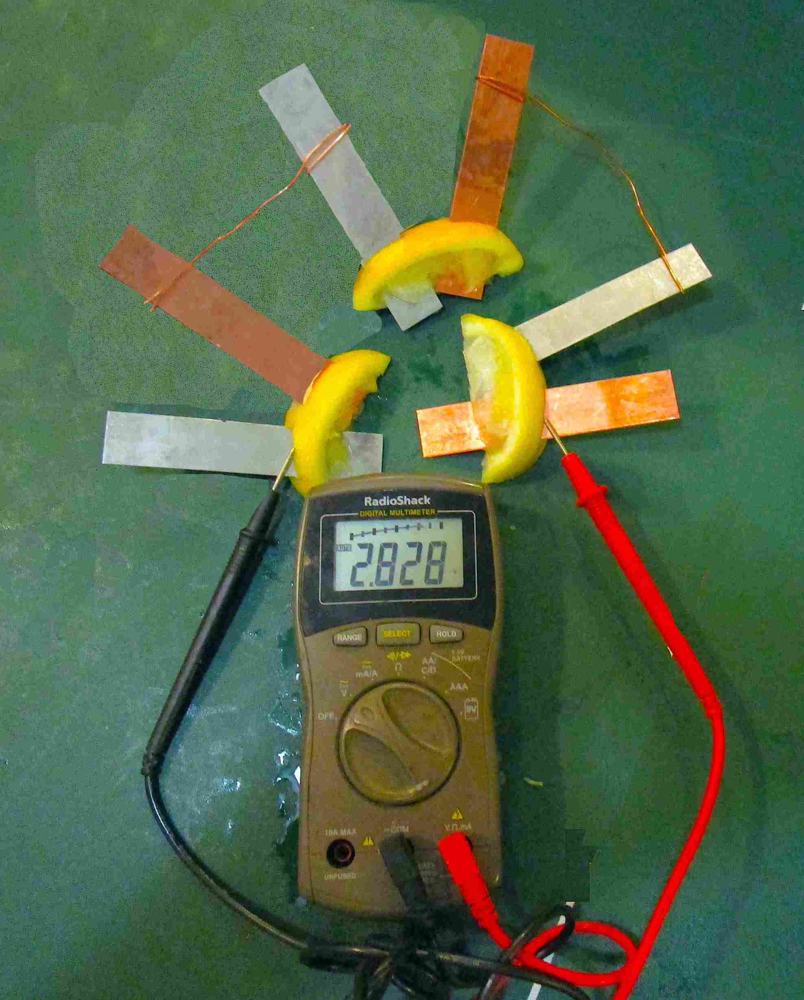 RadioShack
DIGITAL MULTIMETER
AUTO
2.828
RANGE
SELECT
HOLD
1.5V
BATTERY
AA/
C/D
mA/A
Ω
V
AAA
OFF
9V
10A MAX
COM
V.Ω.mA
UNFUSED